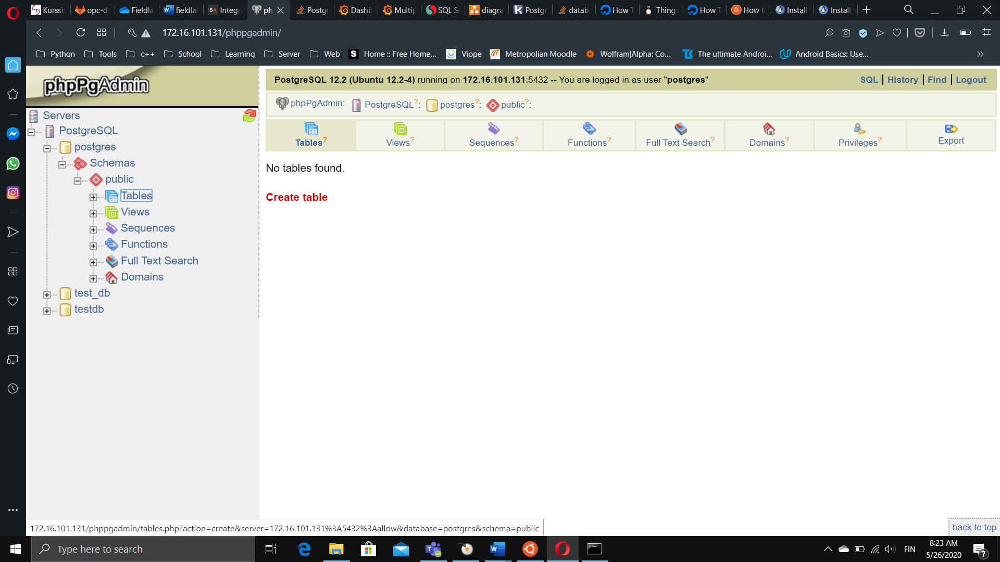 Kurssi
opc-da
Fieldla
fieldla
SA Integra
ph
Postgr
Dashb
Multip
SQL Se
diagra
Postgr
datab
How T
Things
How T
How t
Install
Install
172.16.101.131/phppgadmin/
Python
Tools
c++
School
Learning
Server
Web
S Home :: Free Home...
Viope
Metropolian Moodle
Wolfram|Alpha: Co...
The ultimate Androi...
Android Basics: Use...
phpPgAdmin
Servers
PostgreSQL
postgres
Schemas
public
Tables
Views
Sequences
Functions
Full Text Search
Domains
test_db
testdb
PostgreSQL 12.2 (Ubuntu 12.2-4) running on 172.16.101.131:5432 -- You are logged in as user "postgres"
SQL | History | Find | Logout
phpPgAdmin: PostgreSQL?: postgres?: public?:
Tables?
Views?
Sequences?
Functions?
Full Text Search?
Domains?
Privileges?
Export
No tables found.
Create table
172.16.101.131/phppgadmin/tables.php?action=create&server=172.16.101.131%3A5432%3Aallow&database=postgres&schema=public
back to top
Type here to search
FIN
8:23 AM
5/26/2020
7